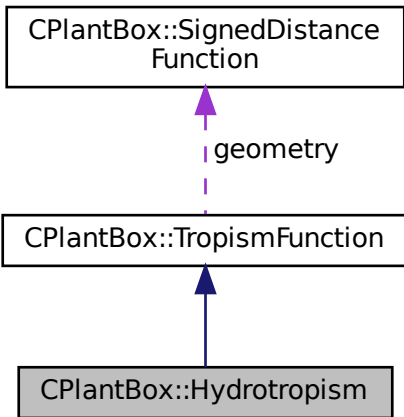 CPlantBox::SignedDistance
Function
geometry
CPlantBox::TropismFunction
CPlantBox::Hydrotropism